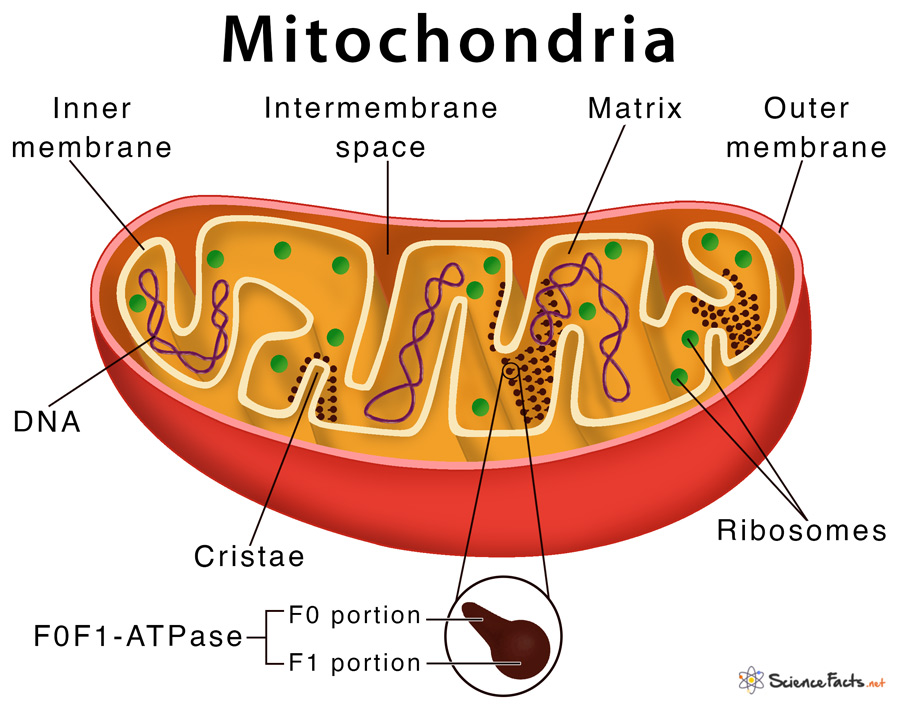 Mitochondria
Inner
membrane
Intermembrane
space
Matrix
Outer
membrane
DNA
Cristae
Ribosomes
F0F1-ATPase
F0 portion
F1 portion
ScienceFacts.net